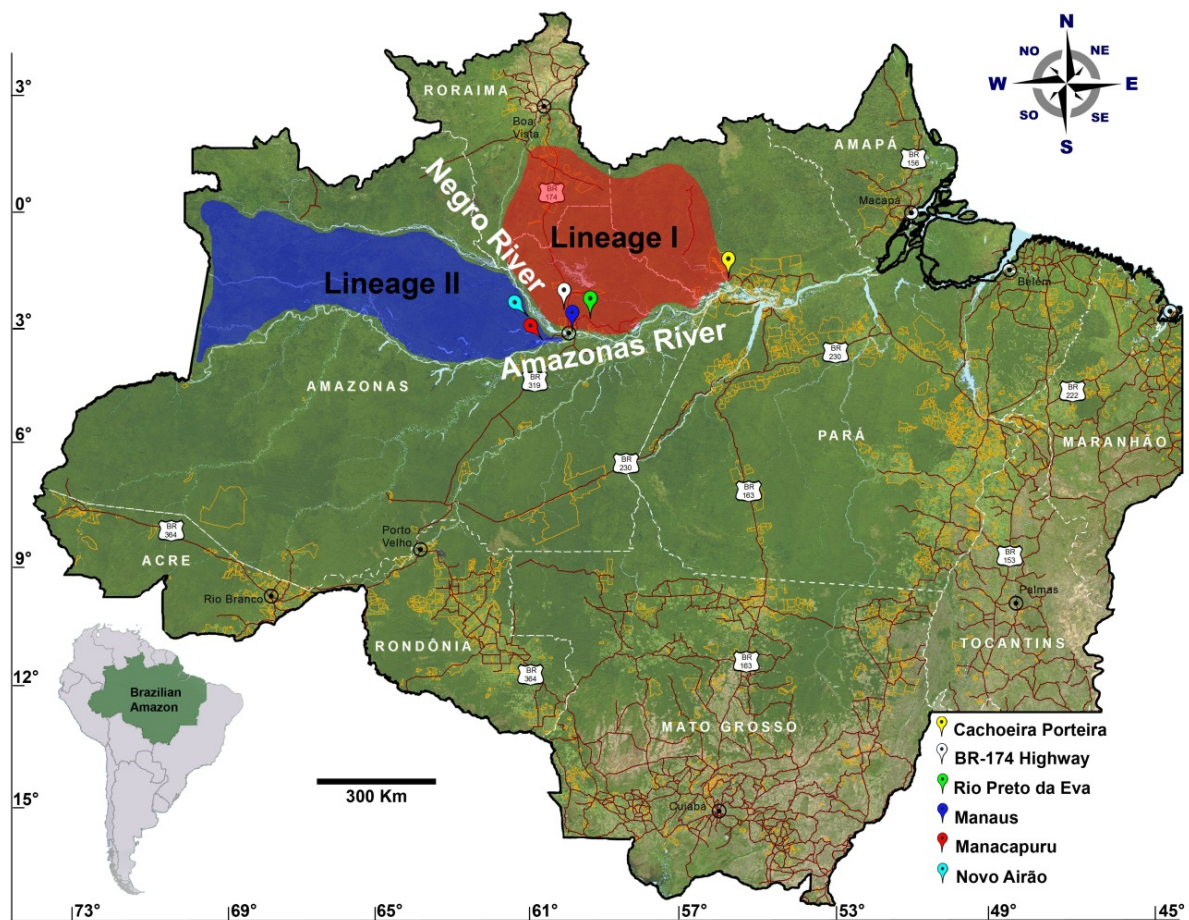 N
NO
NE
W
E
SO
SE
S
3°
0°
3°
6°
9°
12°
15°
RORAIMA
Boa
Vista
AMAPÁ
BR
156
Macapá
BR
174
Negro River
Lineage I
Lineage II
Belém
Amazonas River
AMAZONAS
BR
319
BR
230
BR
222
PARÁ
MARANHÃO
BR
230
BR
163
BR
364
Porto
Velho
ACRE
BR
153
Rio Branco
Palmas
RONDÔNIA
TOCANTINS
BR
364
BR
163
MATO GROSSO
Cuiabá
Brazilian
Amazon
300 Km
Cachoeira Porteira
BR-174 Highway
Rio Preto da Eva
Manaus
Manacapuru
Novo Airão
73°
69°
65°
61°
57°
53°
49°
45°